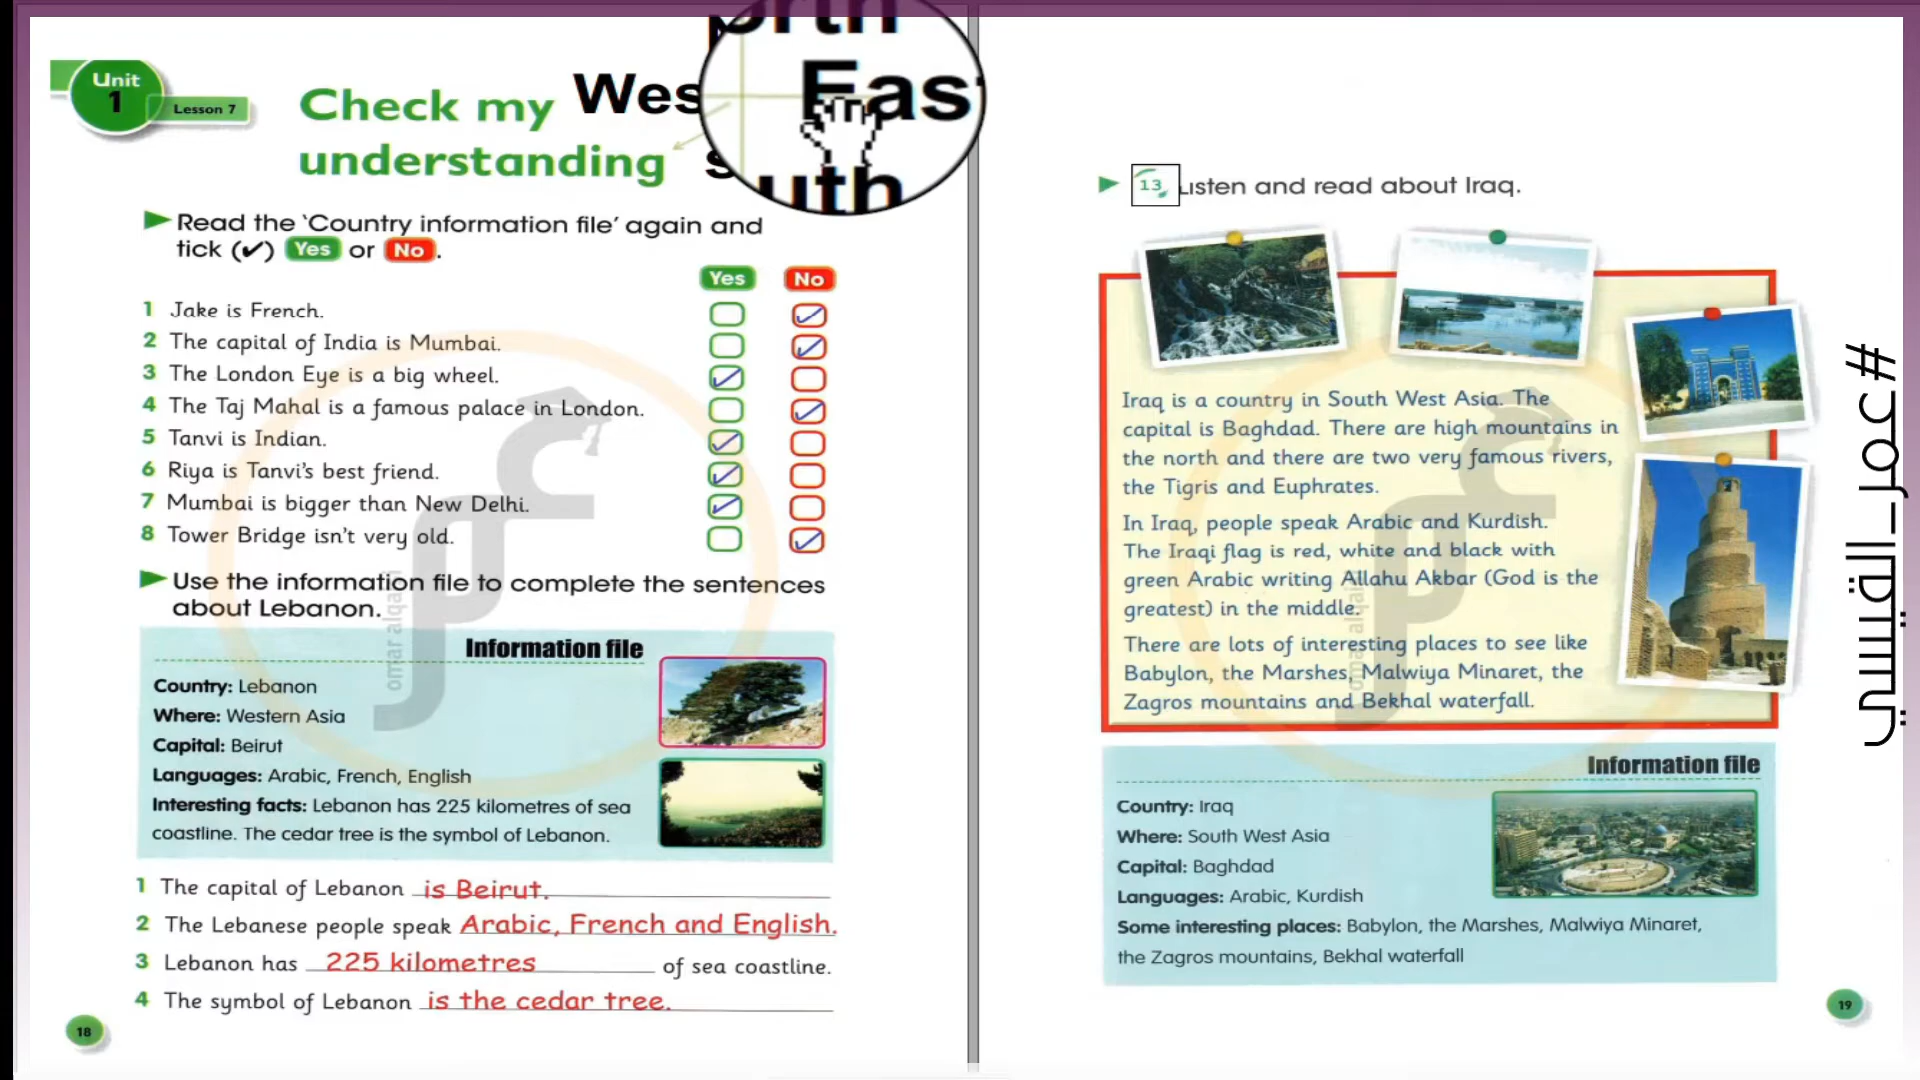 Unit
1
Lesson 7
Check my
understanding
Wes
orth
Eas
uth
Read the ‘Country information file’ again and
tick (✓) Yes or No.
Yes No
1 Jake is French.
2 The capital of India is Mumbai.
3 The London Eye is a big wheel.
4 The Taj Mahal is a famous palace in London.
5 Tanvi is Indian.
6 Riya is Tanvi’s best friend.
7 Mumbai is bigger than New Delhi.
8 Tower Bridge isn’t very old.
Use the information file to complete the sentences
about Lebanon.
Information file
Country: Lebanon
Where: Western Asia
Capital: Beirut
Languages: Arabic, French, English
Interesting facts: Lebanon has 225 kilometres of sea
coastline. The cedar tree is the symbol of Lebanon.
1 The capital of Lebanon is Beirut.
2 The Lebanese people speak Arabic, French and English.
3 Lebanon has 225 kilometres of sea coastline.
4 The symbol of Lebanon is the cedar tree.
18
omar alqaisi
13 Listen and read about Iraq.
Iraq is a country in South West Asia. The
capital is Baghdad. There are high mountains in
the north and there are two very famous rivers,
the Tigris and Euphrates.
In Iraq, people speak Arabic and Kurdish.
The Iraqi flag is red, white and black with
green Arabic writing Allahu Akbar (God is the
greatest) in the middle.
There are lots of interesting places to see like
Babylon, the Marshes, Malwiya Minaret, the
Zagros mountains and Bekhal waterfall.
Information file
Country: Iraq
Where: South West Asia
Capital: Baghdad
Languages: Arabic, Kurdish
Some interesting places: Babylon, the Marshes, Malwiya Minaret,
the Zagros mountains, Bekhal waterfall
19
#عمر_القيسي